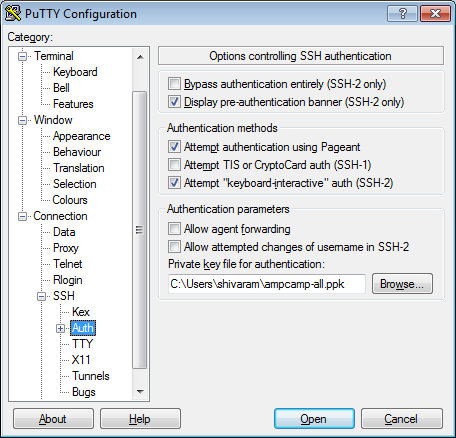 PuTTY Configuration
Category:
Terminal
Keyboard
Bell
Features
Window
Appearance
Behaviour
Translation
Selection
Colours
Connection
Data
Proxy
Telnet
Rlogin
SSH
Kex
Auth
TTY
X11
Tunnels
Bugs
Options controlling SSH authentication
Bypass authentication entirely (SSH-2 only)
Display pre-authentication banner (SSH-2 only)
Authentication methods
Attempt authentication using Pageant
Attempt TIS or CryptoCard auth (SSH-1)
Attempt "keyboard-interactive" auth (SSH-2)
Authentication parameters
Allow agent forwarding
Allow attempted changes of username in SSH-2
Private key file for authentication:
C:\Users\shivaram\ampcamp-all.ppk
Browse...
About
Help
Open
Cancel